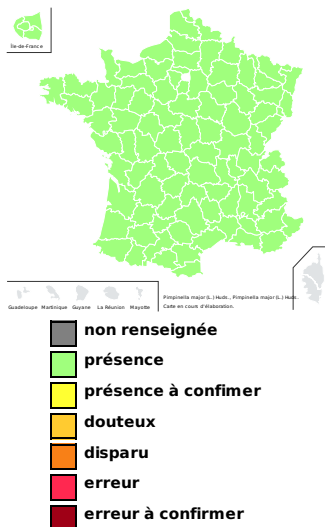 Île-de-France
Guadeloupe Martinique Guyane La Réunion Mayotte
Pimpinella major (L.) Huds., Pimpinella major (L.) Huds.
Carte en cours d'élaboration.
non renseignée
présence
présence à confimer
douteux
disparu
erreur
erreur à confirmer